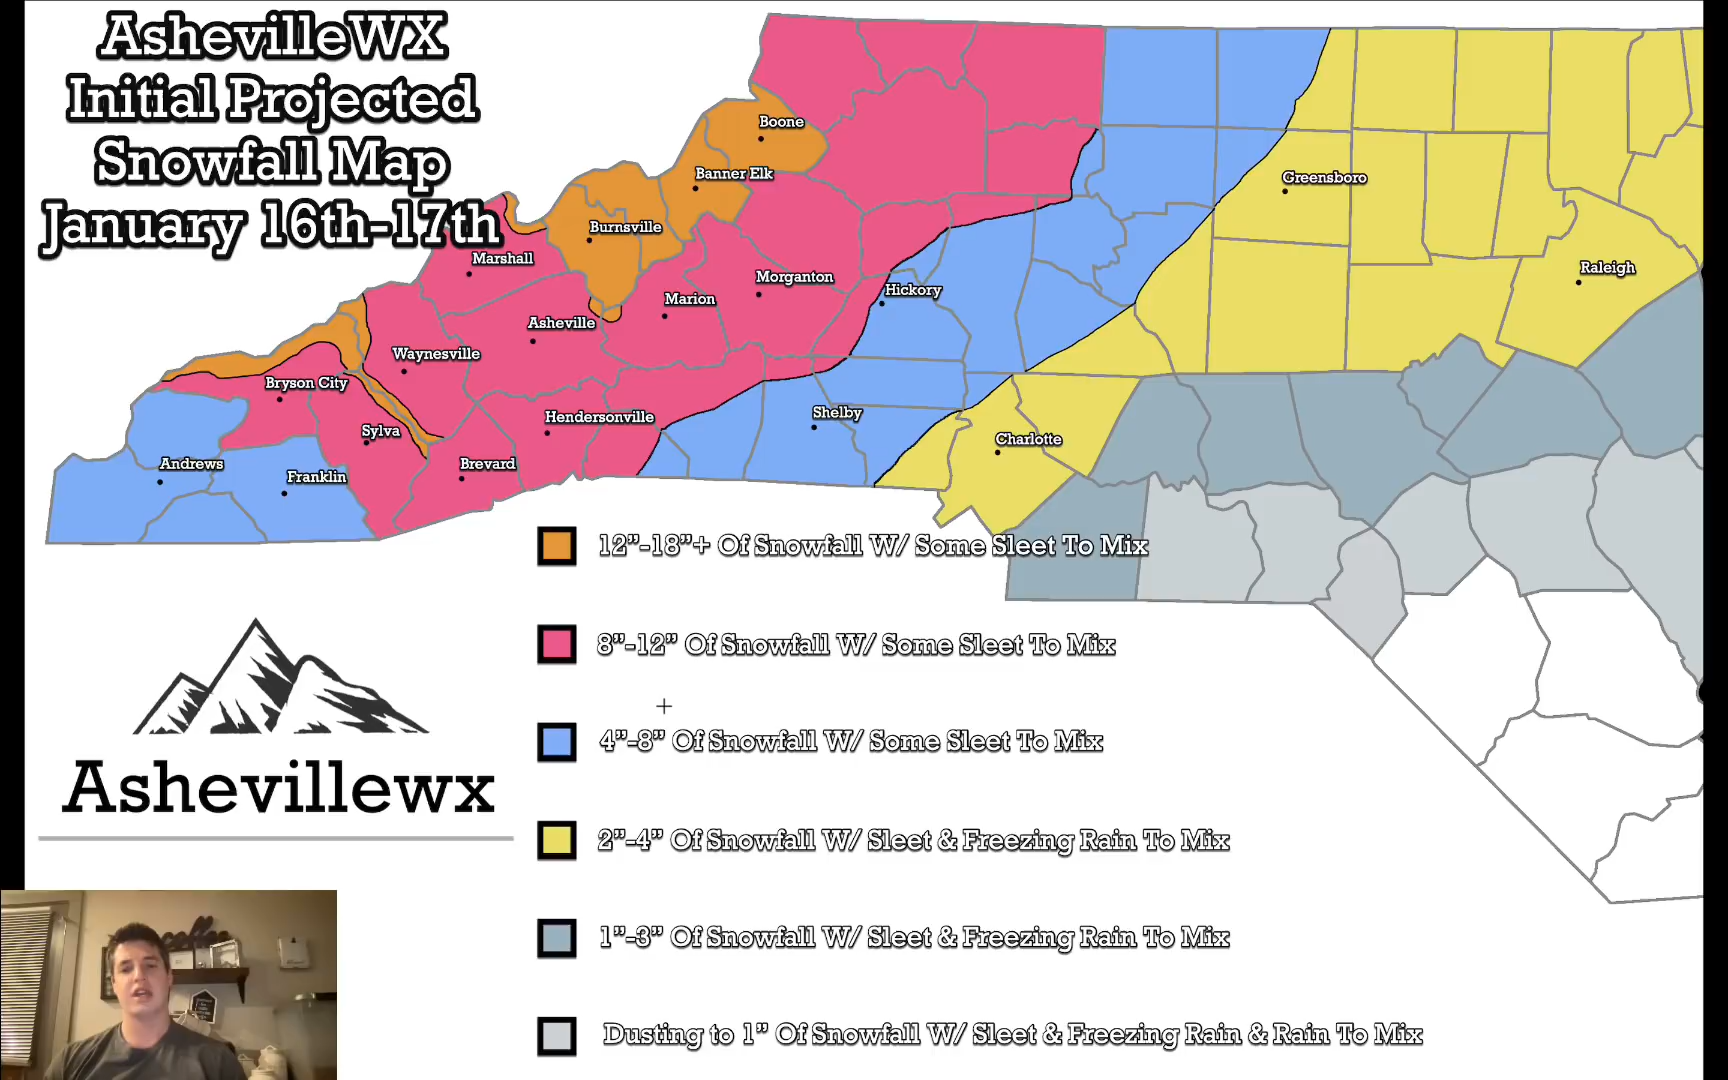 AshevilleWX
Initial Projected
Snowfall Map
January 16th-17th
Boone
Banner Elk
Burnsville
Marshall
Morganton
Marion
Hickory
Asheville
Waynesville
Bryson City
Sylva
Hendersonville
Shelby
Andrews
Franklin
Brevard
Charlotte
Greensboro
Raleigh
12”-18”+ Of Snowfall W/ Some Sleet To Mix
8”-12” Of Snowfall W/ Some Sleet To Mix
4”-8” Of Snowfall W/ Some Sleet To Mix
2”-4” Of Snowfall W/ Sleet & Freezing Rain To Mix
1”-3” Of Snowfall W/ Sleet & Freezing Rain To Mix
Dusting to 1” Of Snowfall W/ Sleet & Freezing Rain & Rain To Mix
Ashevillewx